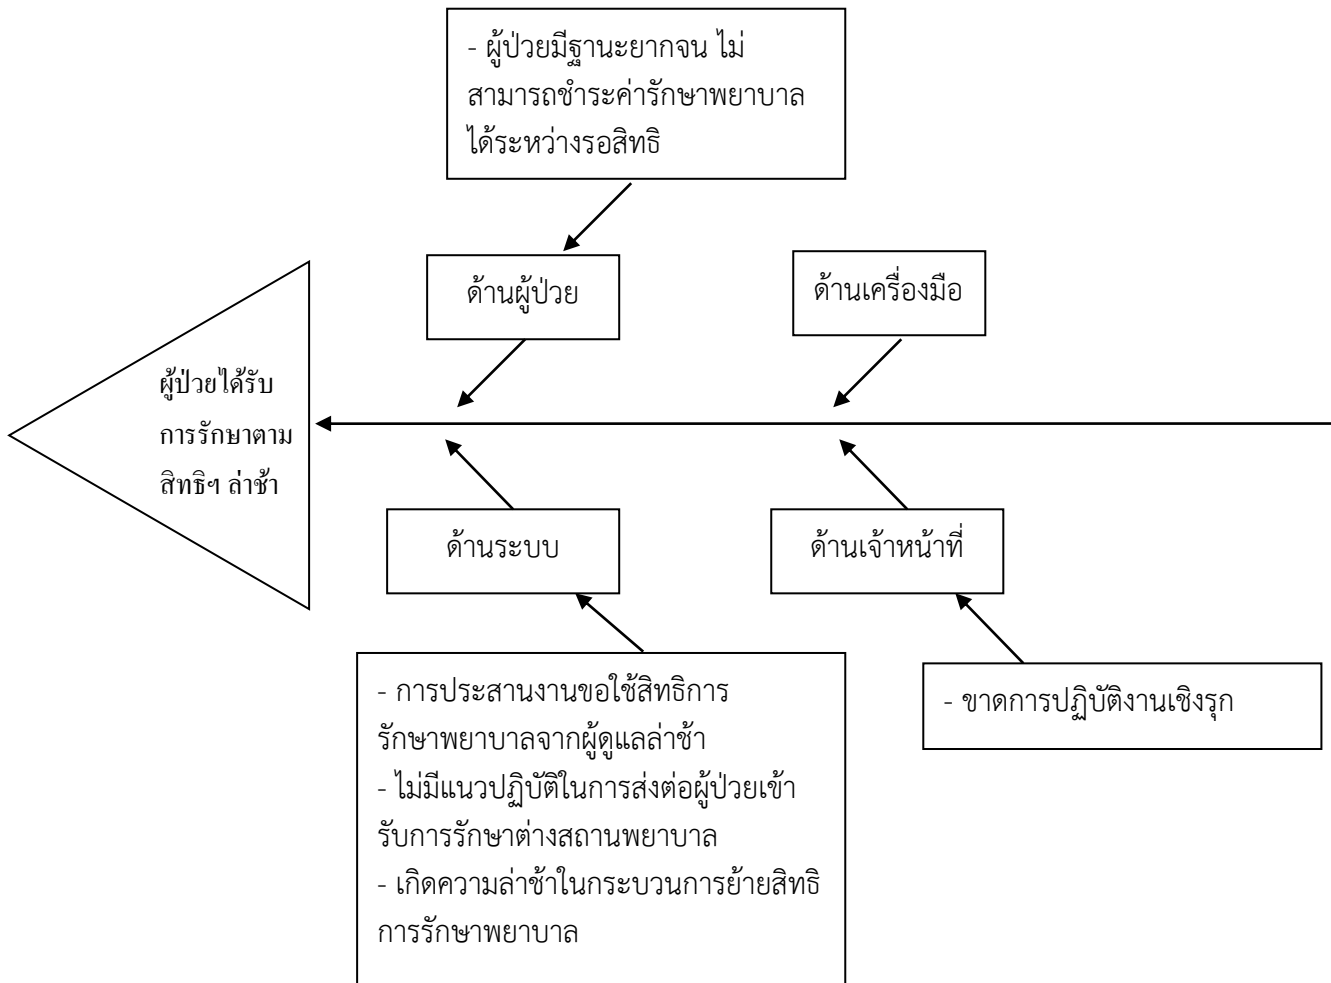 - ผู้ป่วยมีฐานะยากจน ไม่
สามารถชำระค่ารักษาพยาบาล
ได้ระหว่างรอสิทธิ
ด้านผู้ป่วย
ด้านเครื่องมือ
ผู้ป่วยได้รับ
การรักษาตาม
สิทธิฯ ล่าช้า
ด้านระบบ
ด้านเจ้าหน้าที่
- การประสานงานขอใช้สิทธิการ
รักษาพยาบาลจากผู้ดูแลล่าช้า
- ไม่มีแนวปฏิบัติในการส่งต่อผู้ป่วยเข้า
รับการรักษาต่างสถานพยาบาล
- เกิดความล่าช้าในกระบวนการย้ายสิทธิ
การรักษาพยาบาล
- ขาดการปฏิบัติงานเชิงรุก